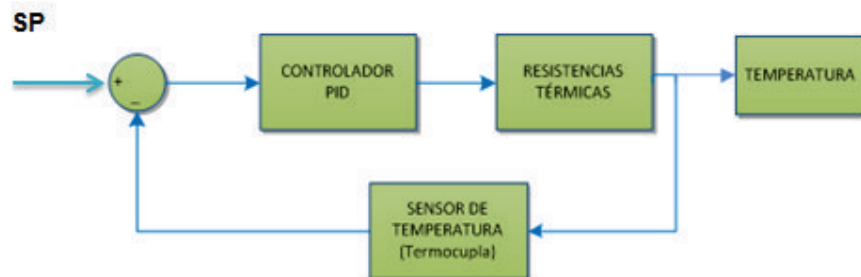 SP
+
–
CONTROLADOR
PID
RESISTENCIAS
TÉRMICAS
TEMPERATURA
SENSOR DE
TEMPERATURA
(Termocupla)